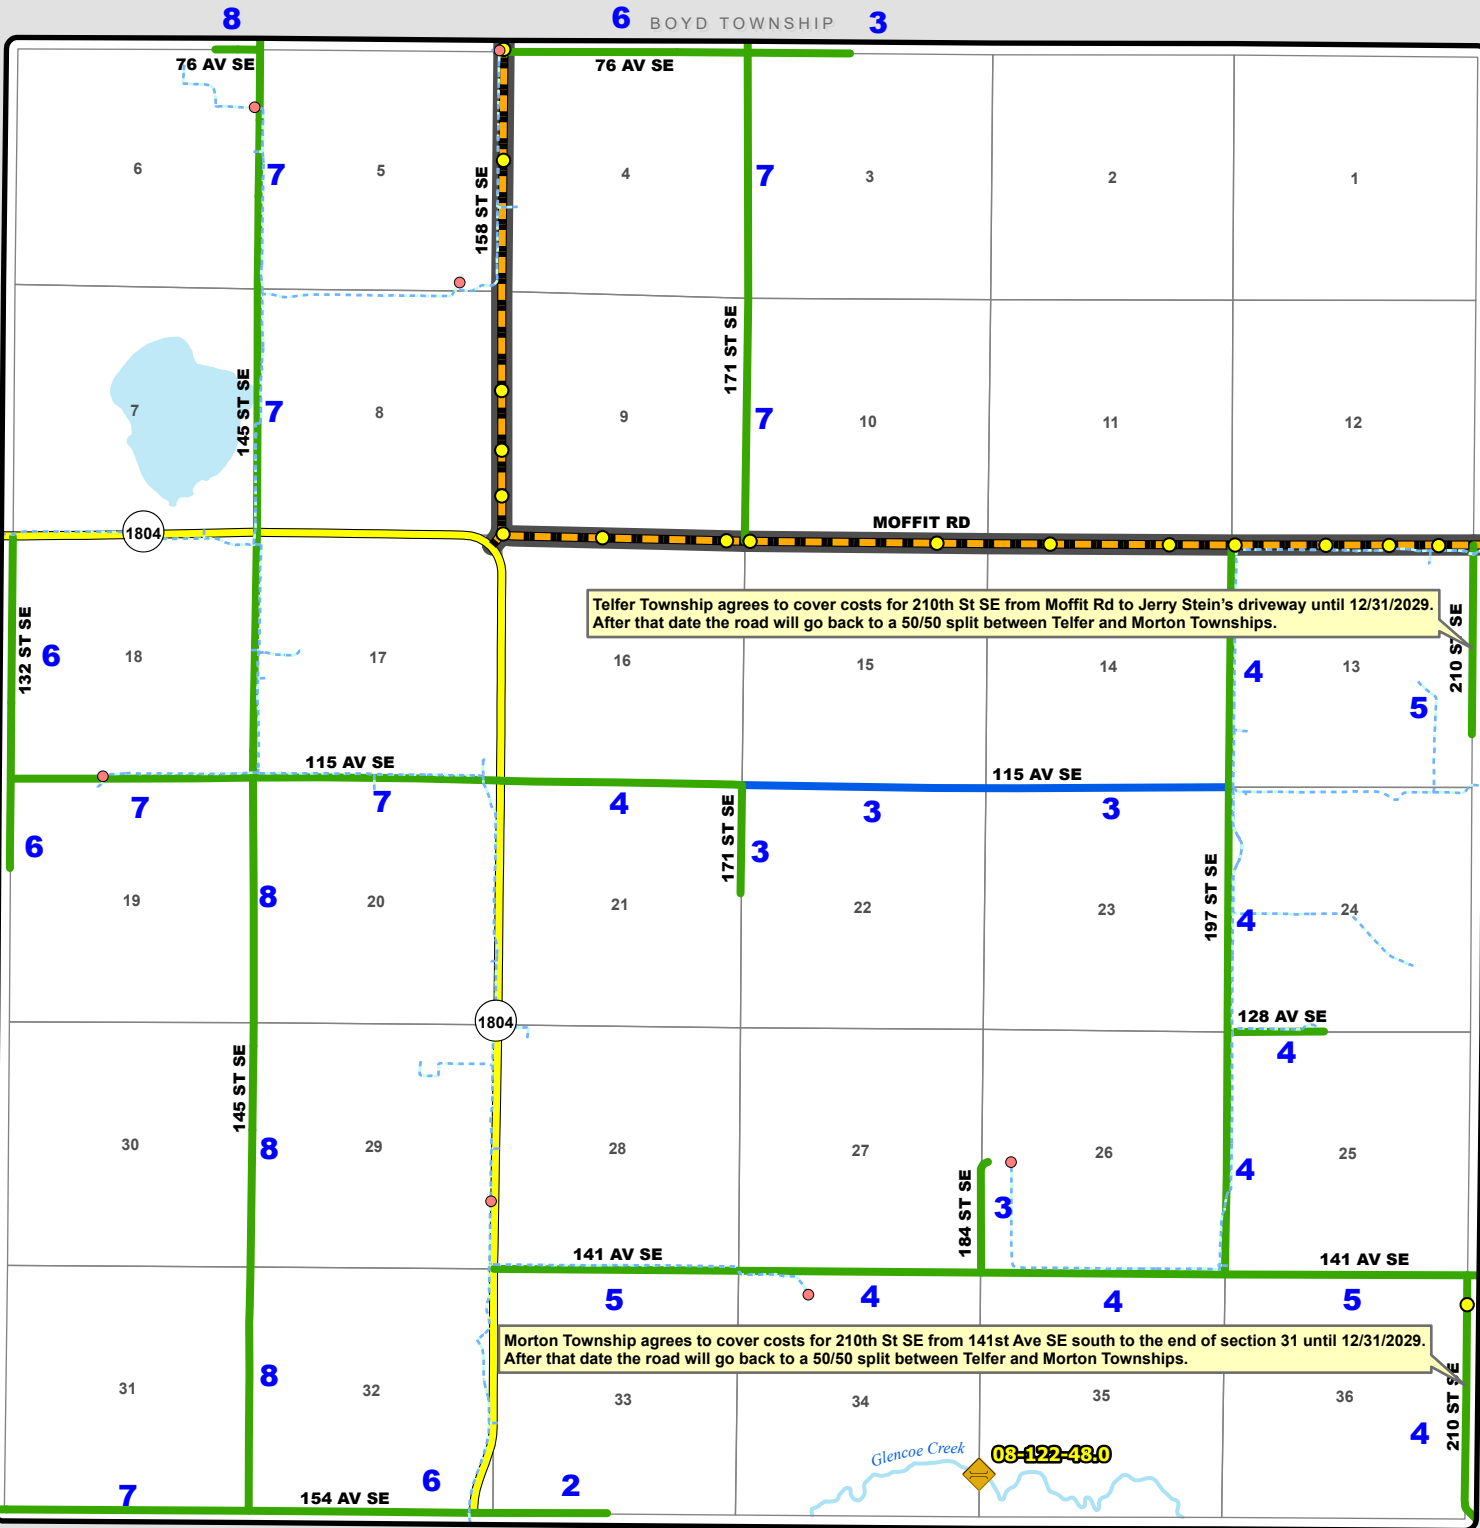 8
6
BOYD TOWNSHIP
3
76 AV SE
76 AV SE
6
7
5
158 ST SE
4
7
3
2
1
171 ST SE
7
145 ST SE
7
8
9
7
10
11
12
1804
MOFFIT RD
Telfer Township agrees to cover costs for 210th St SE from Moffit Rd to Jerry Stein's driveway until 12/31/2029.
After that date the road will go back to a 50/50 split between Telfer and Morton Townships.
132 ST SE
6
18
17
16
15
14
4
13
5
210 ST SE
115 AV SE
115 AV SE
7
7
4
3
3
6
171 ST SE
3
19
8
20
21
22
23
197 ST SE
4
24
1804
128 AV SE
4
145 ST SE
30
8
29
28
27
184 ST SE
3
26
4
25
141 AV SE
141 AV SE
5
4
4
5
Morton Township agrees to cover costs for 210th St SE from 141st Ave SE south to the end of section 31 until 12/31/2029.
After that date the road will go back to a 50/50 split between Telfer and Morton Townships.
31
8
32
33
34
35
36
4
210 ST SE
Glencoe Creek
08-122-48.0
7
154 AV SE
6
2